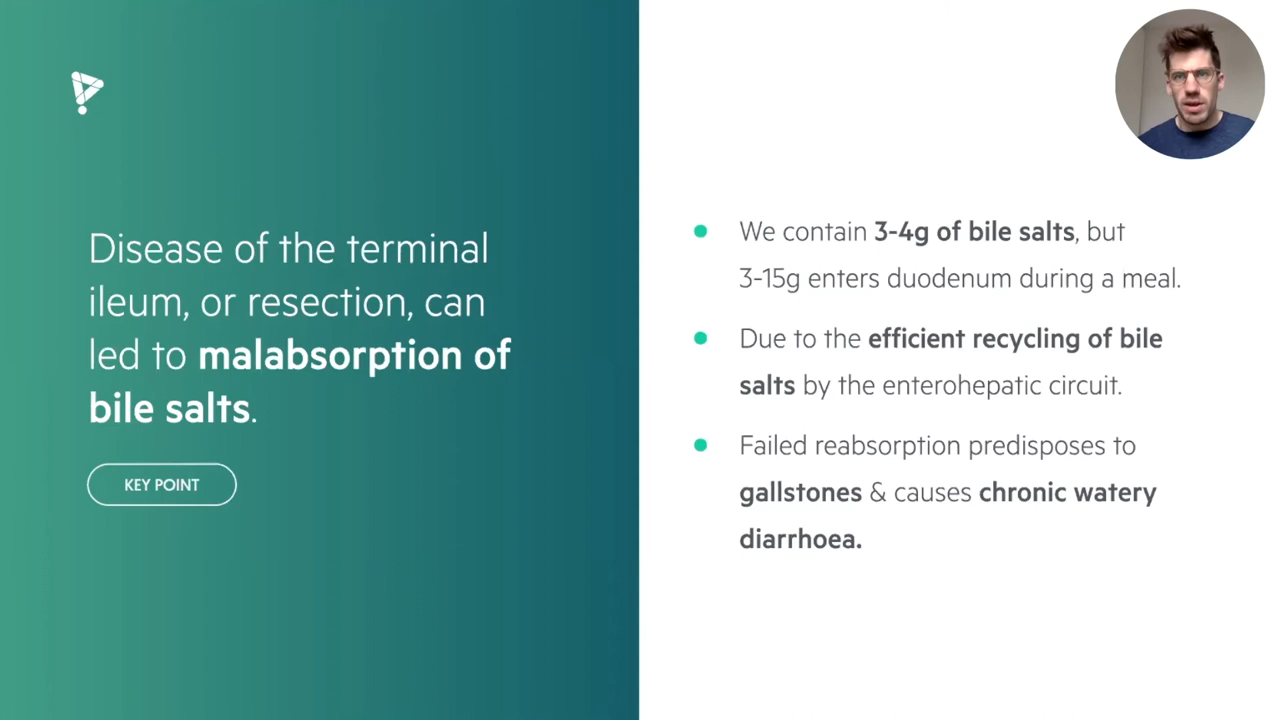 Disease of the terminal
ileum, or resection, can
led to malabsorption of
bile salts.
KEY POINT
We contain 3-4g of bile salts, but
3-15g enters duodenum during a meal.
Due to the efficient recycling of bile
salts by the enterohepatic circuit.
Failed reabsorption predisposes to
gallstones & causes chronic watery
diarrhoea.